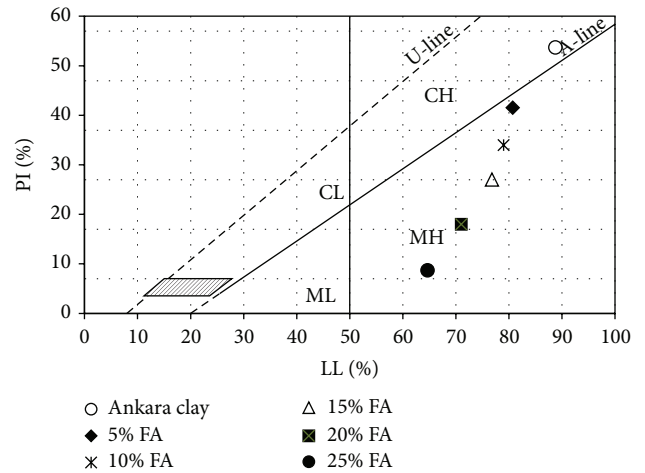 60
50
40
30
20
10
0
PI (%)
U-line
A-line
CH
CL
MH
ML
0 10 20 30 40 50 60 70 80 90 100
LL (%)
Ankara clay
5% FA
10% FA
15% FA
20% FA
25% FA